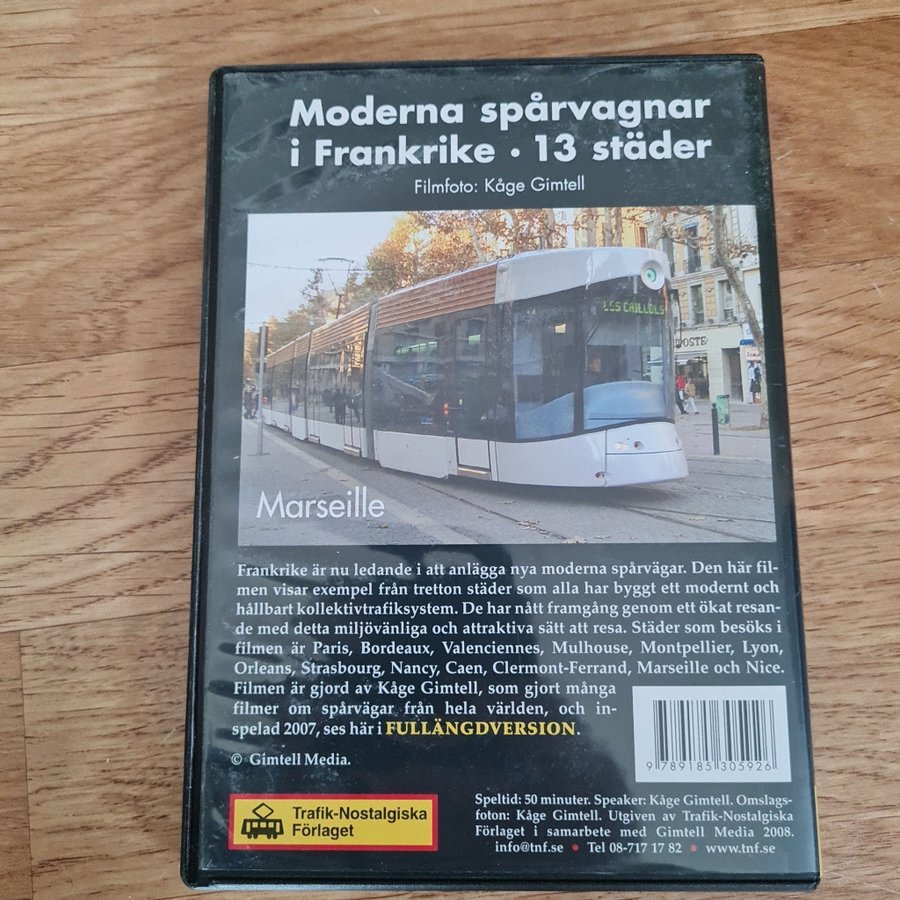 Moderna spårvagnar
i Frankrike • 13 städer
Filmfoto: Kåge Gimtell
LES CAILLOLS
POSTE
Marseille
Frankrike är nu ledande i att anlägga nya moderna spårvägar. Den här fil-
men visar exempel från tretton städer som alla har byggt ett modernt och
hållbart kollektivtrafiksystem. De har nått framgång genom ett ökat resan-
de med detta miljövänliga och attraktiva sätt att resa. Städer som besöks i
filmen är Paris, Bordeaux, Valenciennes, Mulhouse, Montpellier, Lyon,
Orleans, Strasbourg, Nancy, Caen, Clermont-Ferrand, Marseille och Nice.
Filmen är gjord av Kåge Gimtell, som gjort många
filmer om spårvägar från hela världen, och in-
spelad 2007, ses här i FULLÄNGDVERSION.
© Gimtell Media.
9 789185 305926
Trafik-Nostalgiska
Förlaget
Speltid: 50 minuter. Speaker: Kåge Gimtell. Omslags-
foton: Kåge Gimtell. Utgiven av Trafik-Nostalgiska
Förlaget i samarbete med Gimtell Media 2008.
info@tnf.se • Tel 08-717 17 82 • www.tnf.se